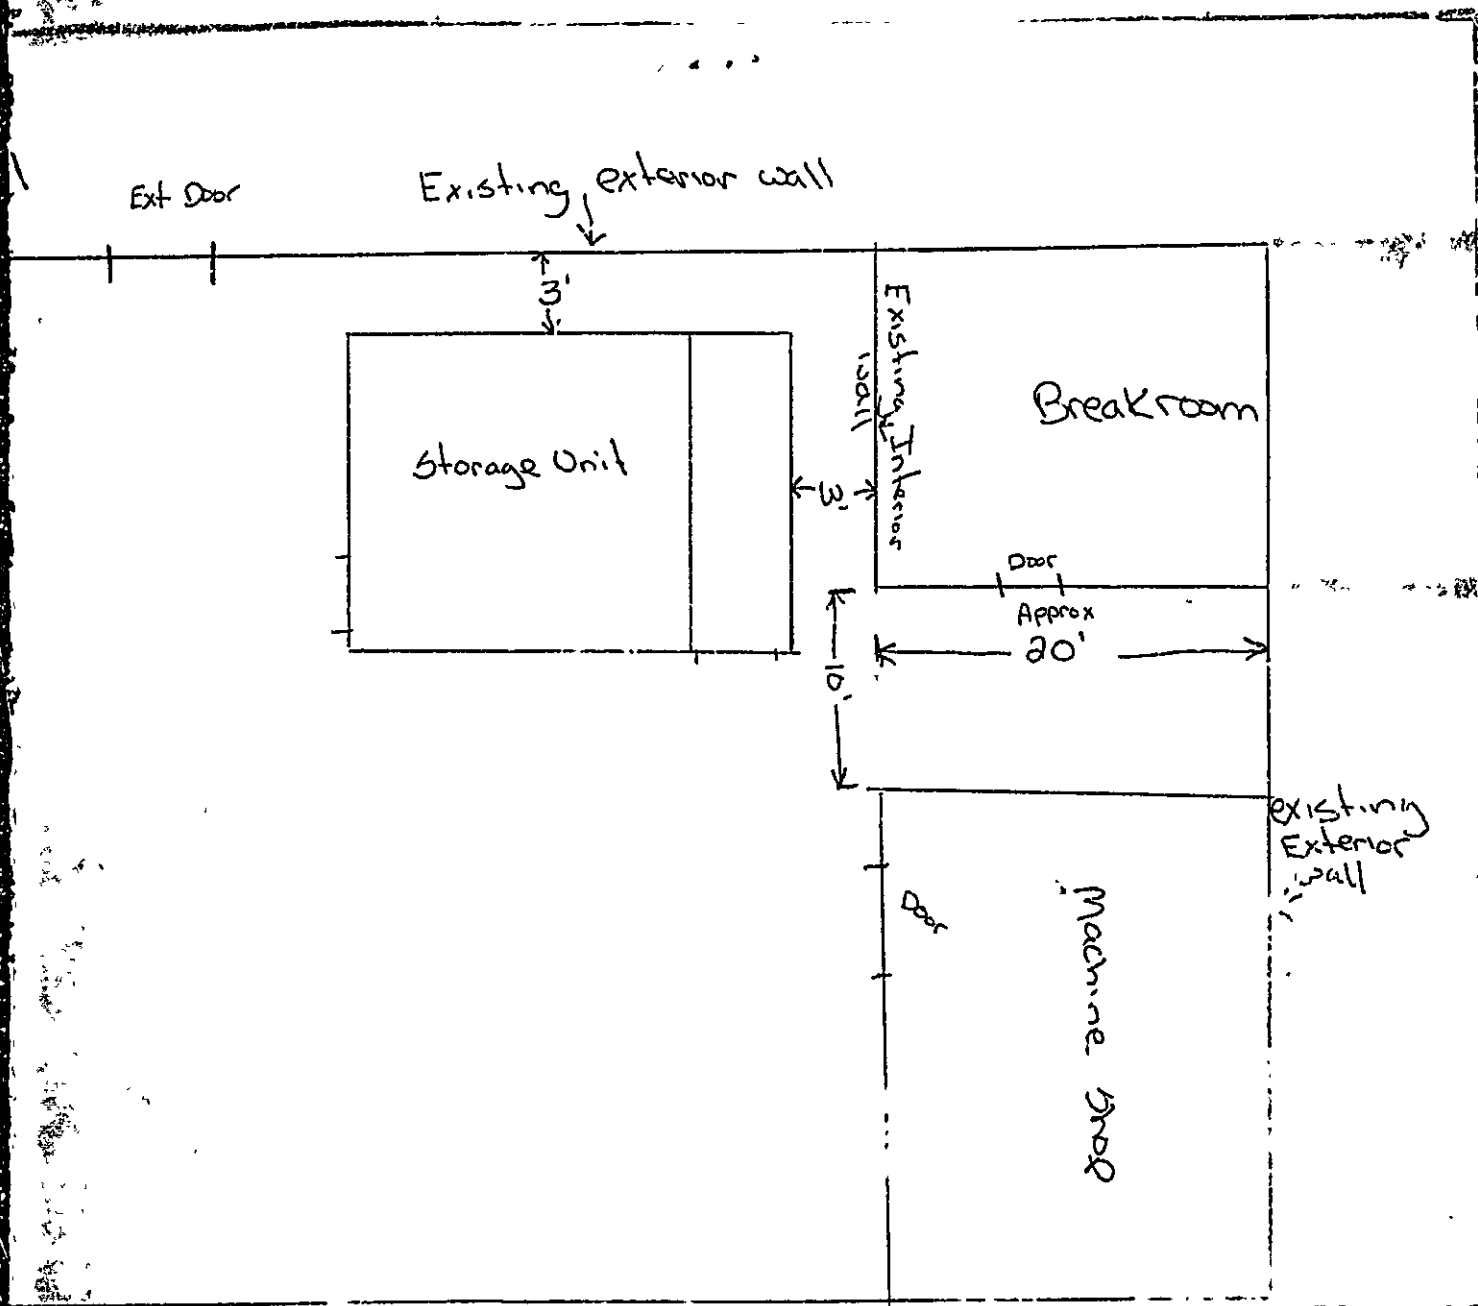 Ext Door
Existing exterior wall
3'
Existing Interior
wall
Breakroom
Storage Unit
3'
Door
Approx
20'
10'
existing
Exterior
wall
Door
Machine Shop